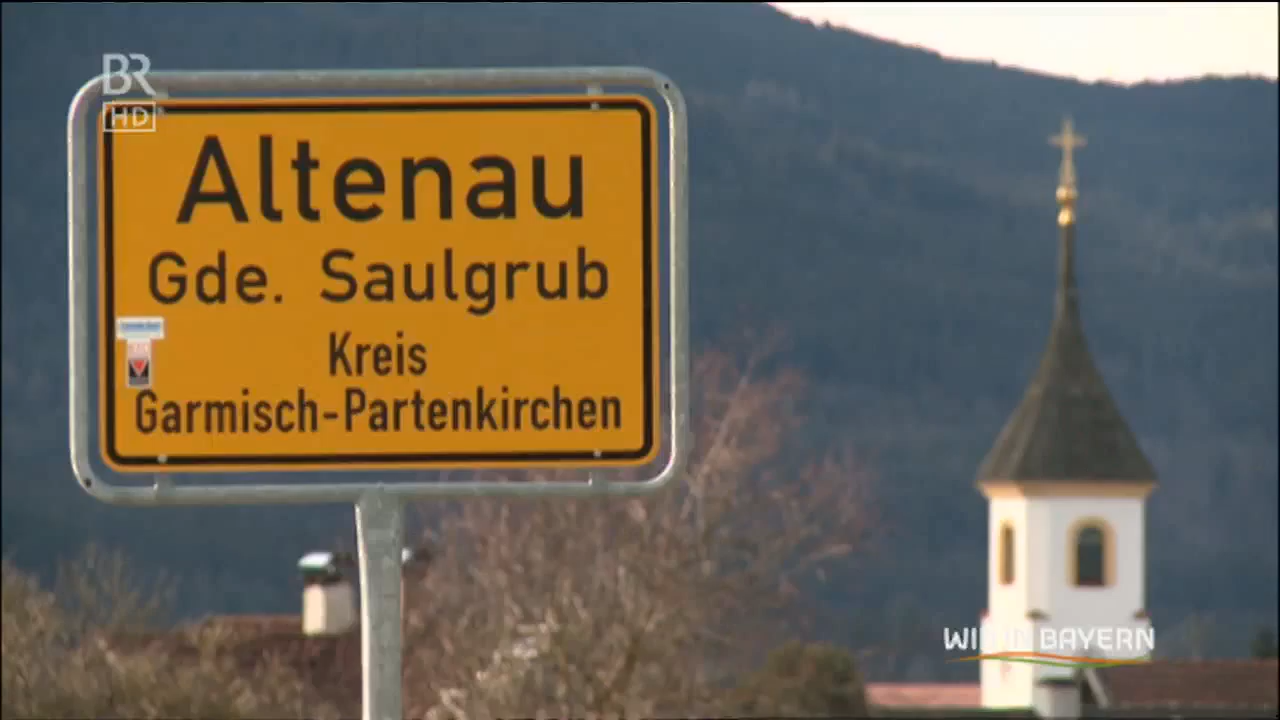 BR
HD
Altenau
Gde. Saulgrub
Kreis
Garmisch-Partenkirchen
WIR IN BAYERN